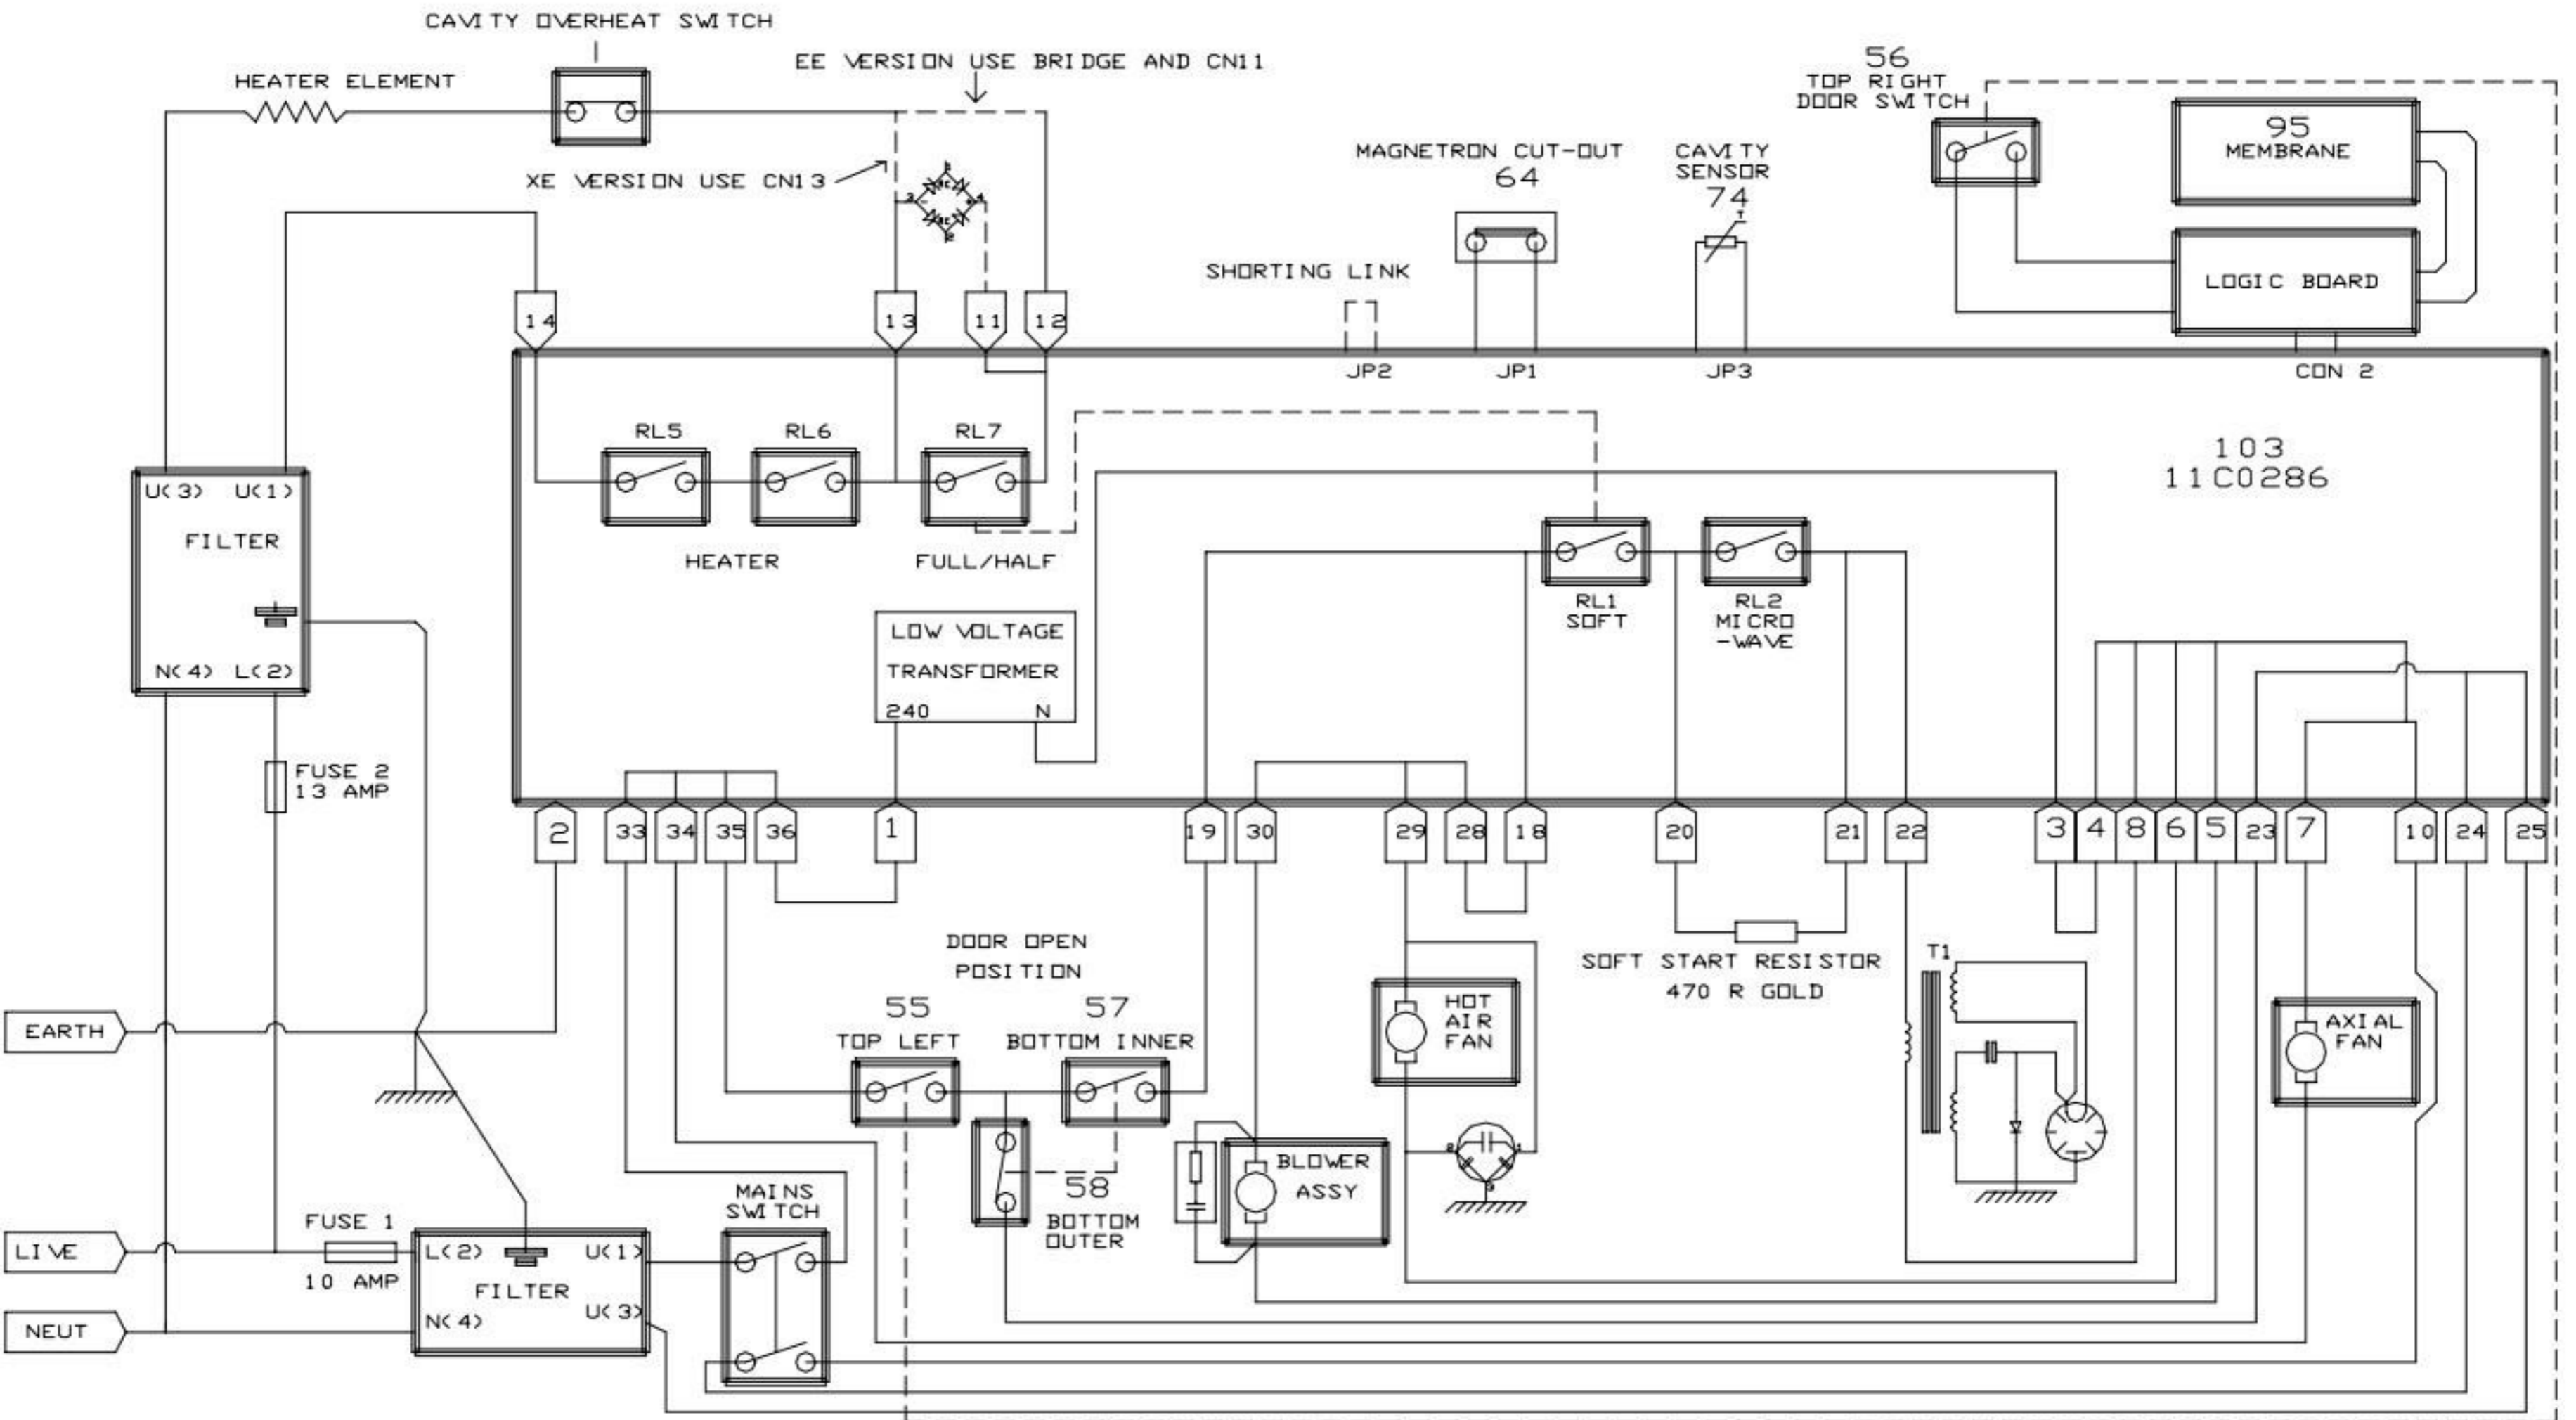 CAVITY OVERHEAT SWITCH
HEATER ELEMENT
EE VERSION USE BRIDGE AND CN11
XE VERSION USE CN13
3
4
56
TOP RIGHT
DOOR SWITCH
95
MEMBRANE
MAGNETRON CUT-OUT
64
CAVITY
SENSOR
74
T
SHORTING LINK
LOGIC BOARD
14
13
11
12
JP2
JP1
JP3
CON 2
RL5
RL6
RL7
HEATER
FULL/HALF
103
11C0286
U(3)
U(1)
FILTER
N(4)
L(2)
RL1
SOFT
RL2
MICRO
-WAVE
LOW VOLTAGE
TRANSFORMER
240
N
FUSE 2
13 AMP
2
33
34
35
36
1
19
30
29
28
18
20
21
22
3
4
8
6
5
23
7
10
24
25
SOFT START RESISTOR
470 R GOLD
DOOR OPEN
POSITION
55
TOP LEFT
57
BOTTOM INNER
HOT
AIR
FAN
T1
AXIAL
FAN
EARTH
58
BOTTOM
OUTER
BLOWER
ASSY
2
1
3
MAINS
SWITCH
LIVE
FUSE 1
10 AMP
L(2)
U(1)
FILTER
N(4)
U(3)
NEUT